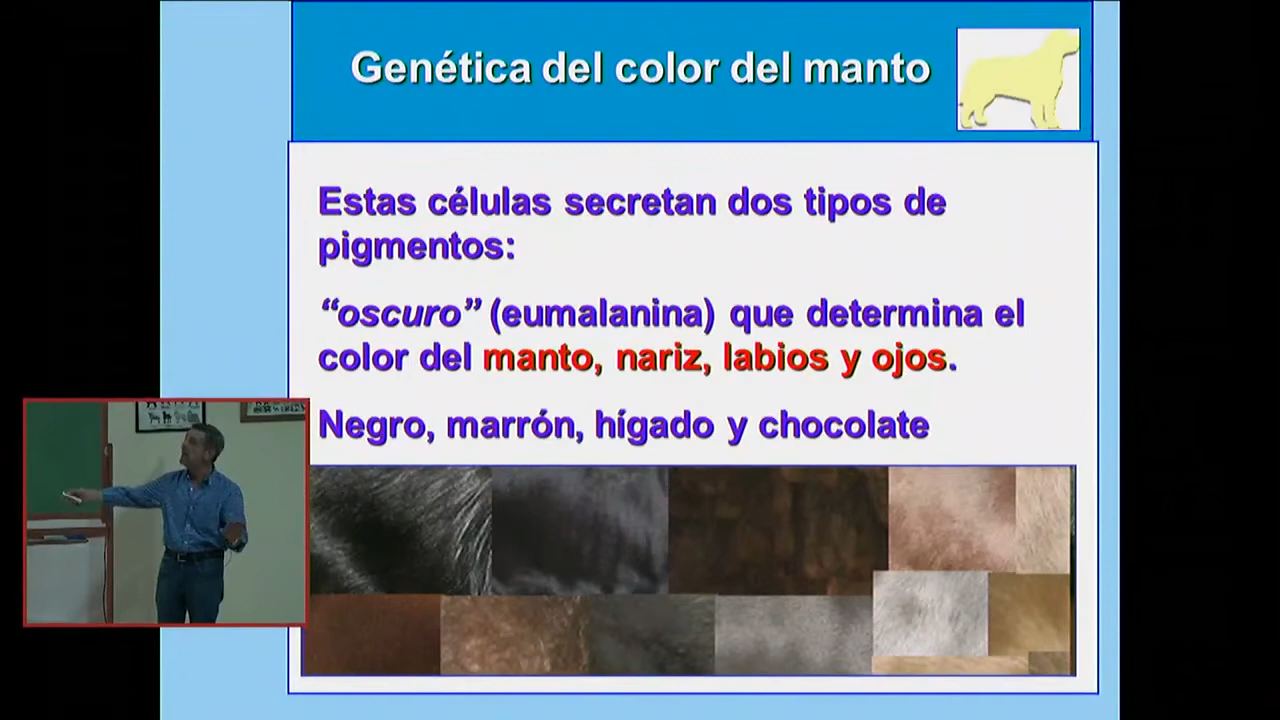 Genética del color del manto
Estas células secretan dos tipos de
pigmentos:
“oscuro” (eumalanina) que determina el
color del manto, nariz, labios y ojos.
Negro, marrón, hígado y chocolate